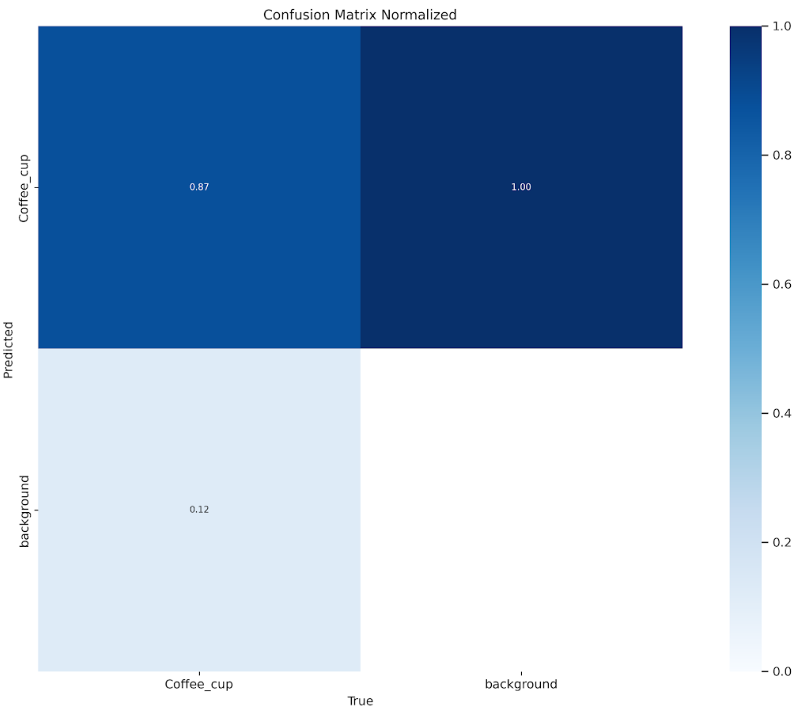 Confusion Matrix Normalized
Coffee_cup
background
Predicted
0.87
1.00
0.12
Coffee_cup
background
True
1.0
0.8
0.6
0.4
0.2
0.0